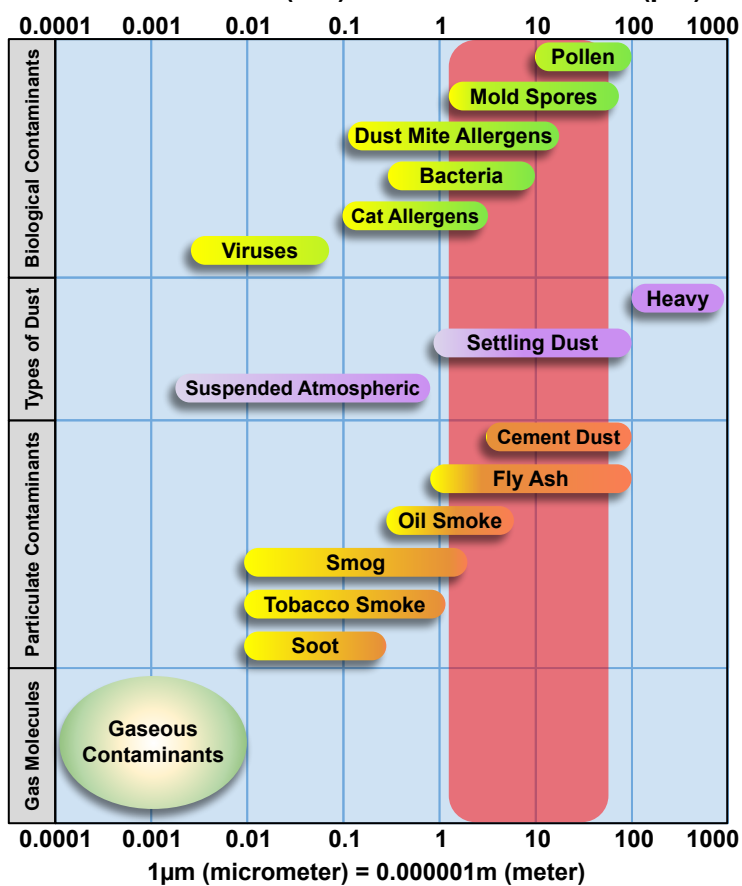 0.0001 0.001 0.01 0.1 1 10 100 1000
Biological Contaminants
Pollen
Mold Spores
Dust Mite Allergens
Bacteria
Cat Allergens
Viruses
Types of Dust
Heavy
Settling Dust
Suspended Atmospheric
Particulate Contaminants
Cement Dust
Fly Ash
Oil Smoke
Smog
Tobacco Smoke
Soot
Gas Molecules
Gaseous
Contaminants
0.0001 0.001 0.01 0.1 1 10 100 1000
1μm (micrometer) = 0.000001m (meter)